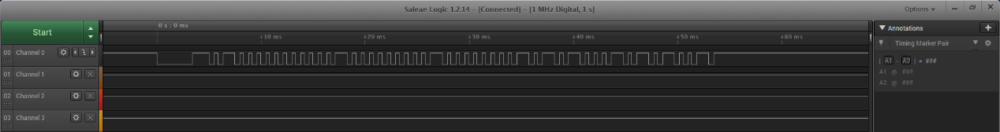 Saleae Logic 1.2.14 – [Connected] – [1 MHz Digital, 1 s]
Options
Start
0 s : 0 ms
+10 ms
+20 ms
+30 ms
+40 ms
+50 ms
+60 ms
00 Channel 0
01 Channel 1
02 Channel 2
03 Channel 3
Annotations
Timing Marker Pair
| A1 - A2 | = ###
A1 @ ###
A2 @ ###